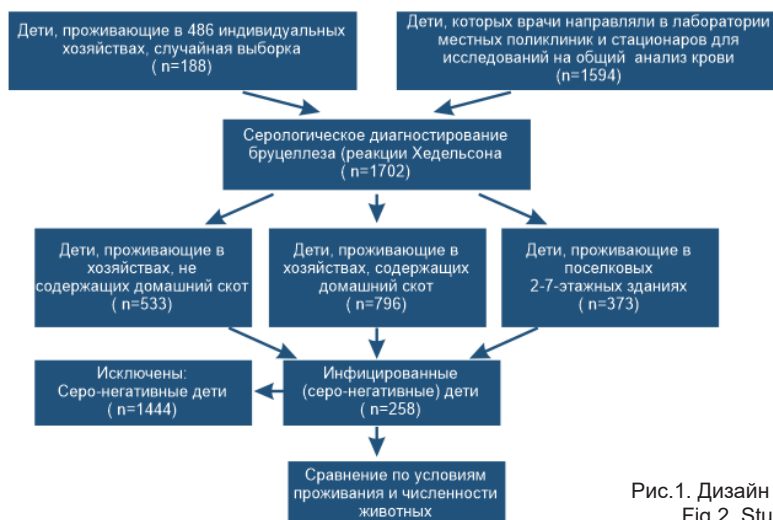 Дети, проживающие в 486 индивидуальных
хозяйствах, случайная выборка
( n=188)
Дети, которых врачи направляли в лаборатории
местных поликлиник и стационаров для
исследований на общий анализ крови
(n=1594)
Серологическое диагностирование
бруцеллеза (реакции Хедельсона
( n=1702)
Дети, проживающие в
хозяйствах, не
содержащих домашний скот
( n=533)
Дети, проживающие в
хозяйствах, содержащих
домашний скот
( n=796)
Дети, проживающие в
поселковых
2-7-этажных зданиях
( n=373)
Исключены:
Серо-негативные дети
( n=1444)
Инфицированные
(серо-негативные) дети
( n=258)
Сравнение по условиям
проживания и численности
животных
Рис.1. Дизайн
Fig.2. Stu